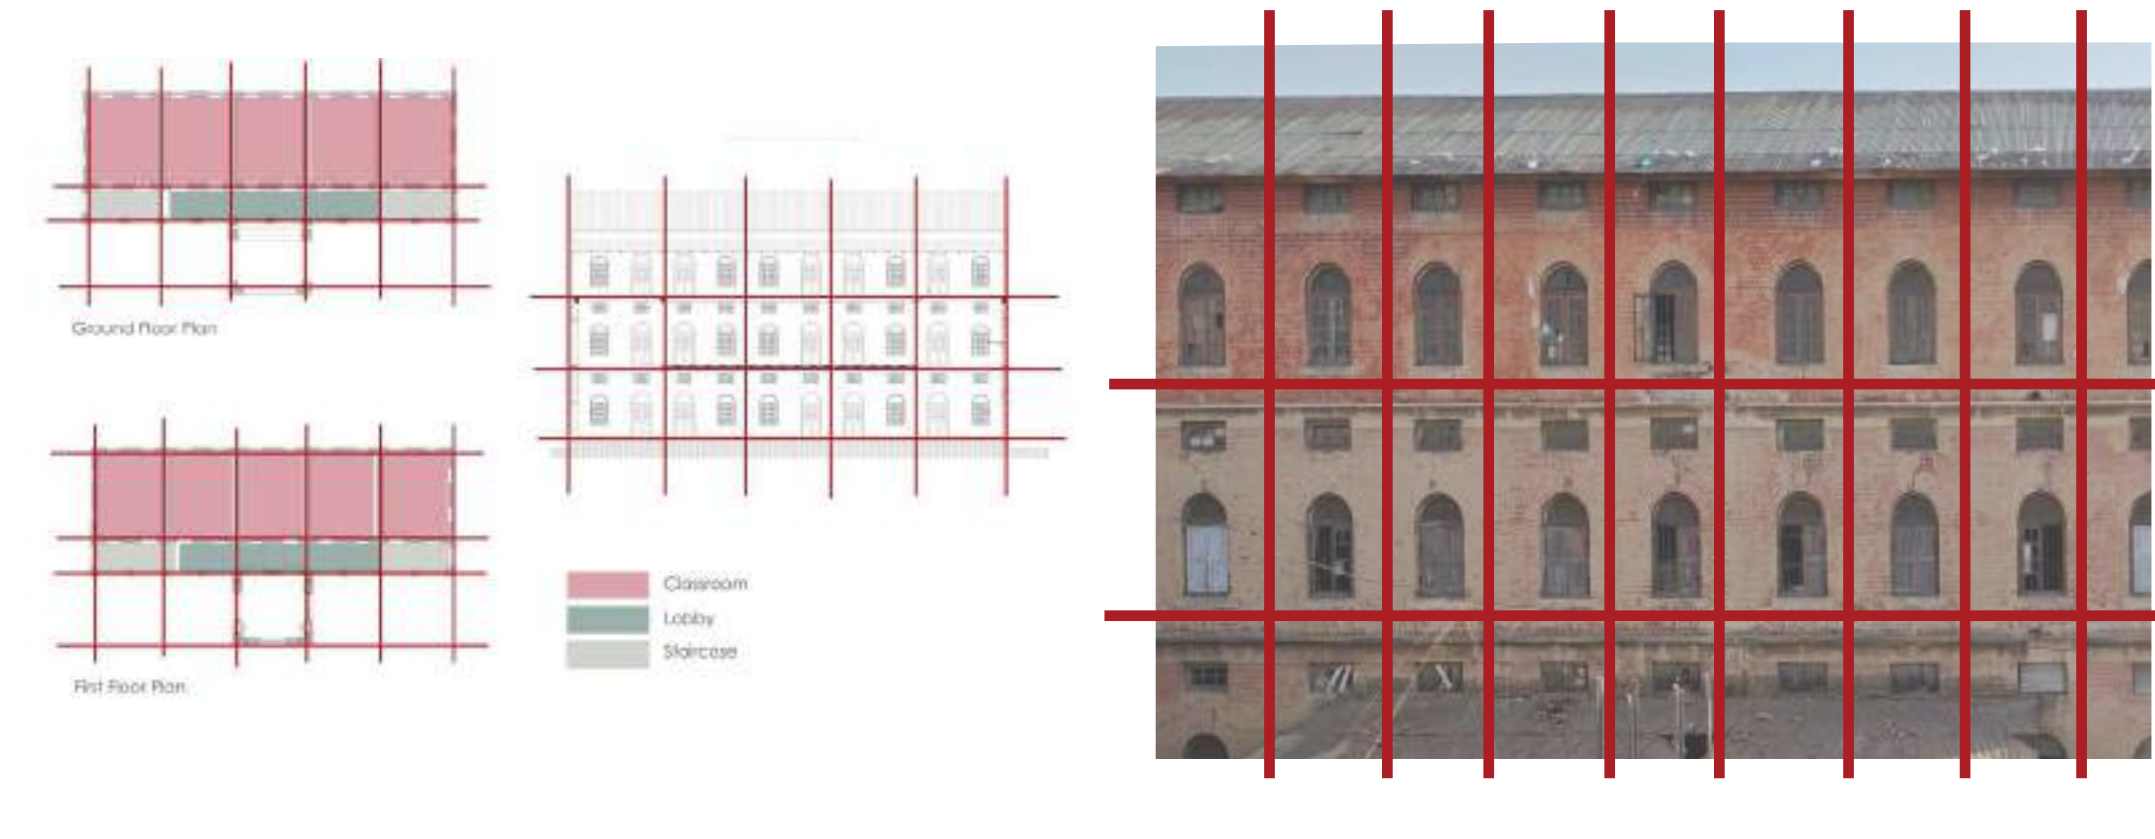 Ground Floor Plan
First Floor Plan
Classroom
Lobby
Staircase